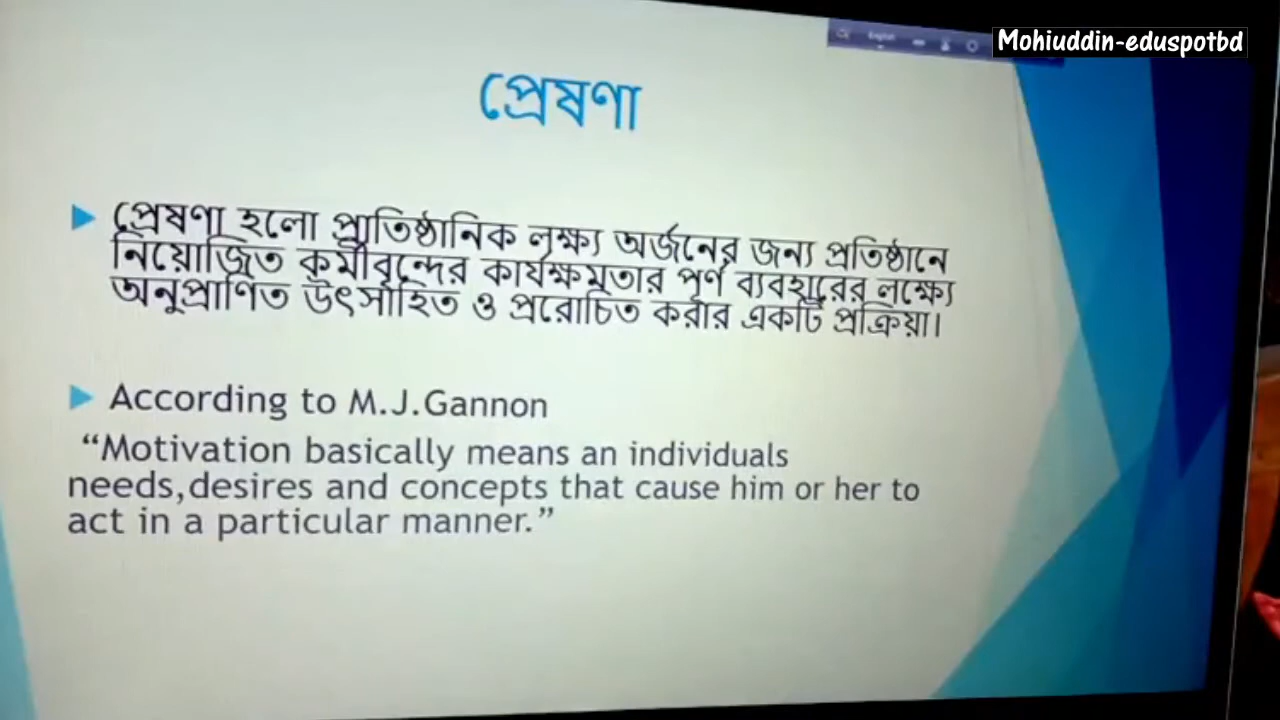 Mohiuddin-eduspotbd
English
প্রেষণা
প্রেষণা হলো প্রাতিষ্ঠানিক লক্ষ্য অর্জনের জন্য প্রতিষ্ঠানে
নিয়োজিত কর্মীবৃন্দের কার্যক্ষমতার পূর্ণ ব্যবহারের লক্ষ্যে
অনুপ্রাণিত উৎসাহিত ও প্ররোচিত করার একটি প্রক্রিয়া।
According to M.J.Gannon
“Motivation basically means an individuals
needs,desires and concepts that cause him or her to
act in a particular manner.”